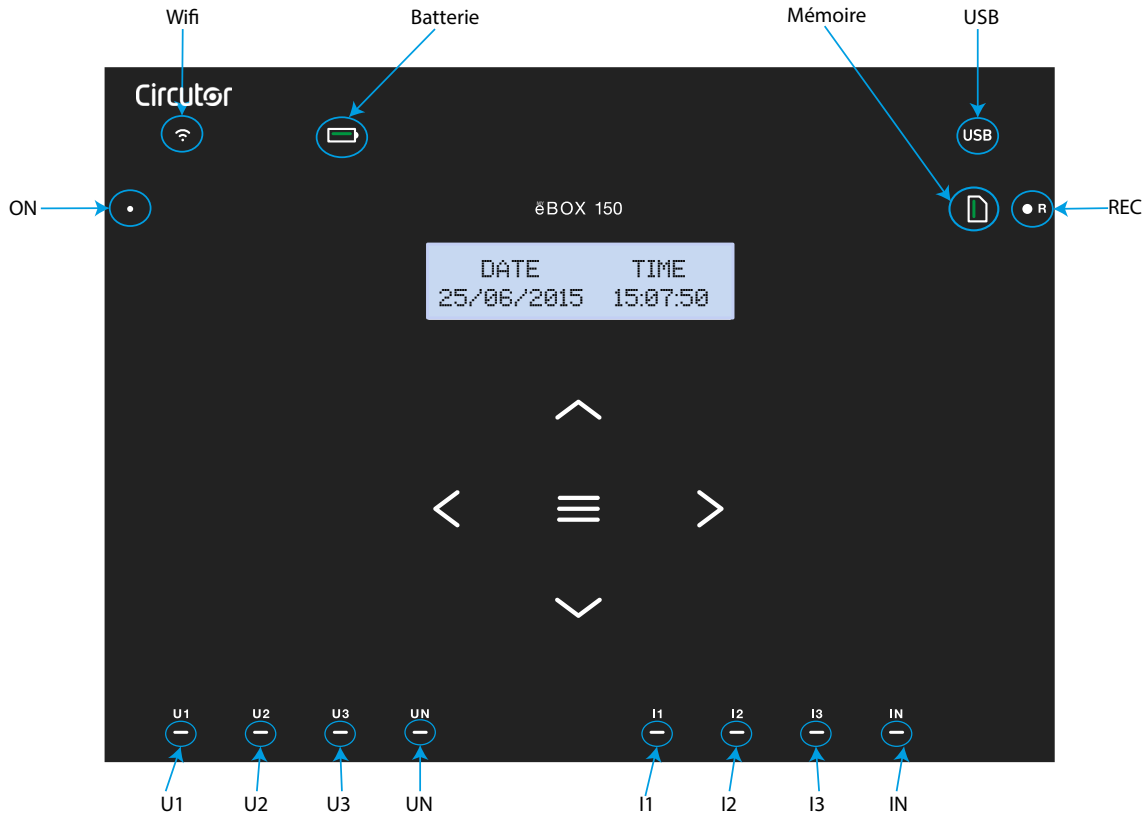 Wifi Batterie Mémoire USB
Circutor
USB
ON ëBOX 150 R REC
DATE TIME
25/06/2015 15:07:50
U1 U2 U3 UN I1 I2 I3 IN
U1 U2 U3 UN I1 I2 I3 IN